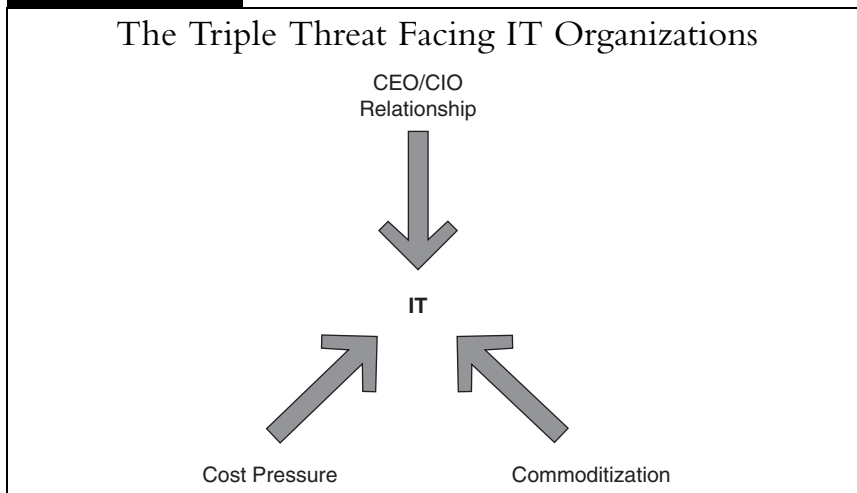 The Triple Threat Facing IT Organizations
CEO/CIO
Relationship
IT
Cost Pressure
Commoditization